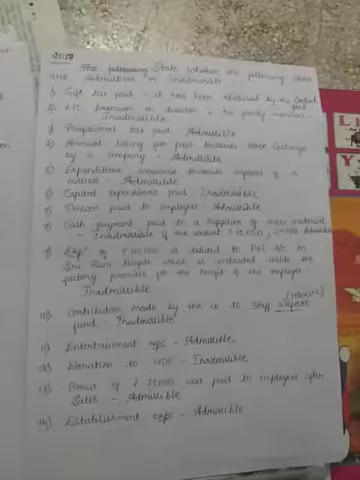 2017
The following State whether the following items
are Admissible or Inadmissible
1) Gift tax paid - it has been abolished by the Central govt.
2) LIC premium on director & his family members -
Inadmissible
3) Professional tax paid Admissible
4) Annual listing fees paid towards stock exchange
by a company - Admissible
5) Expenditure incurred towards a
- Admissible
6) Capital expenditure paid Inadmissible
7) Pension paid to employees - Admissible
8) Cash payment paid to a supplier of raw material
- Inadmissible if the amount > 10,000,
9) Exp. of ₹ is debited to P&L a/c on
Sri Ram temple which is constructed inside the
factory premises for the benefit of the employees -
Inadmissible
10) Contribution made by the co to Staff welfare
fund - Inadmissible
11) Entertainment exps - Admissible.
12) Donation to NDF - Inadmissible
13) Bonus of ₹ 75,000 was paid to employees after
- Admissible
14) Establishment exps - Admissible
L
Y